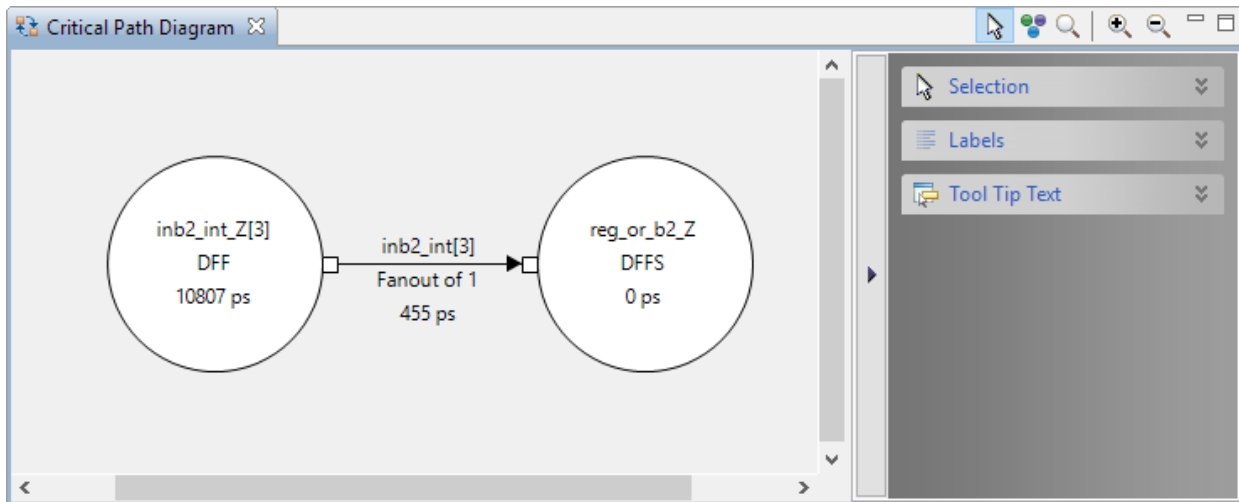 Critical Path Diagram
Selection
Labels
Tool Tip Text
inb2_int_Z[3]
DFF
10807 ps
inb2_int[3]
Fanout of 1
455 ps
reg_or_b2_Z
DFFS
0 ps